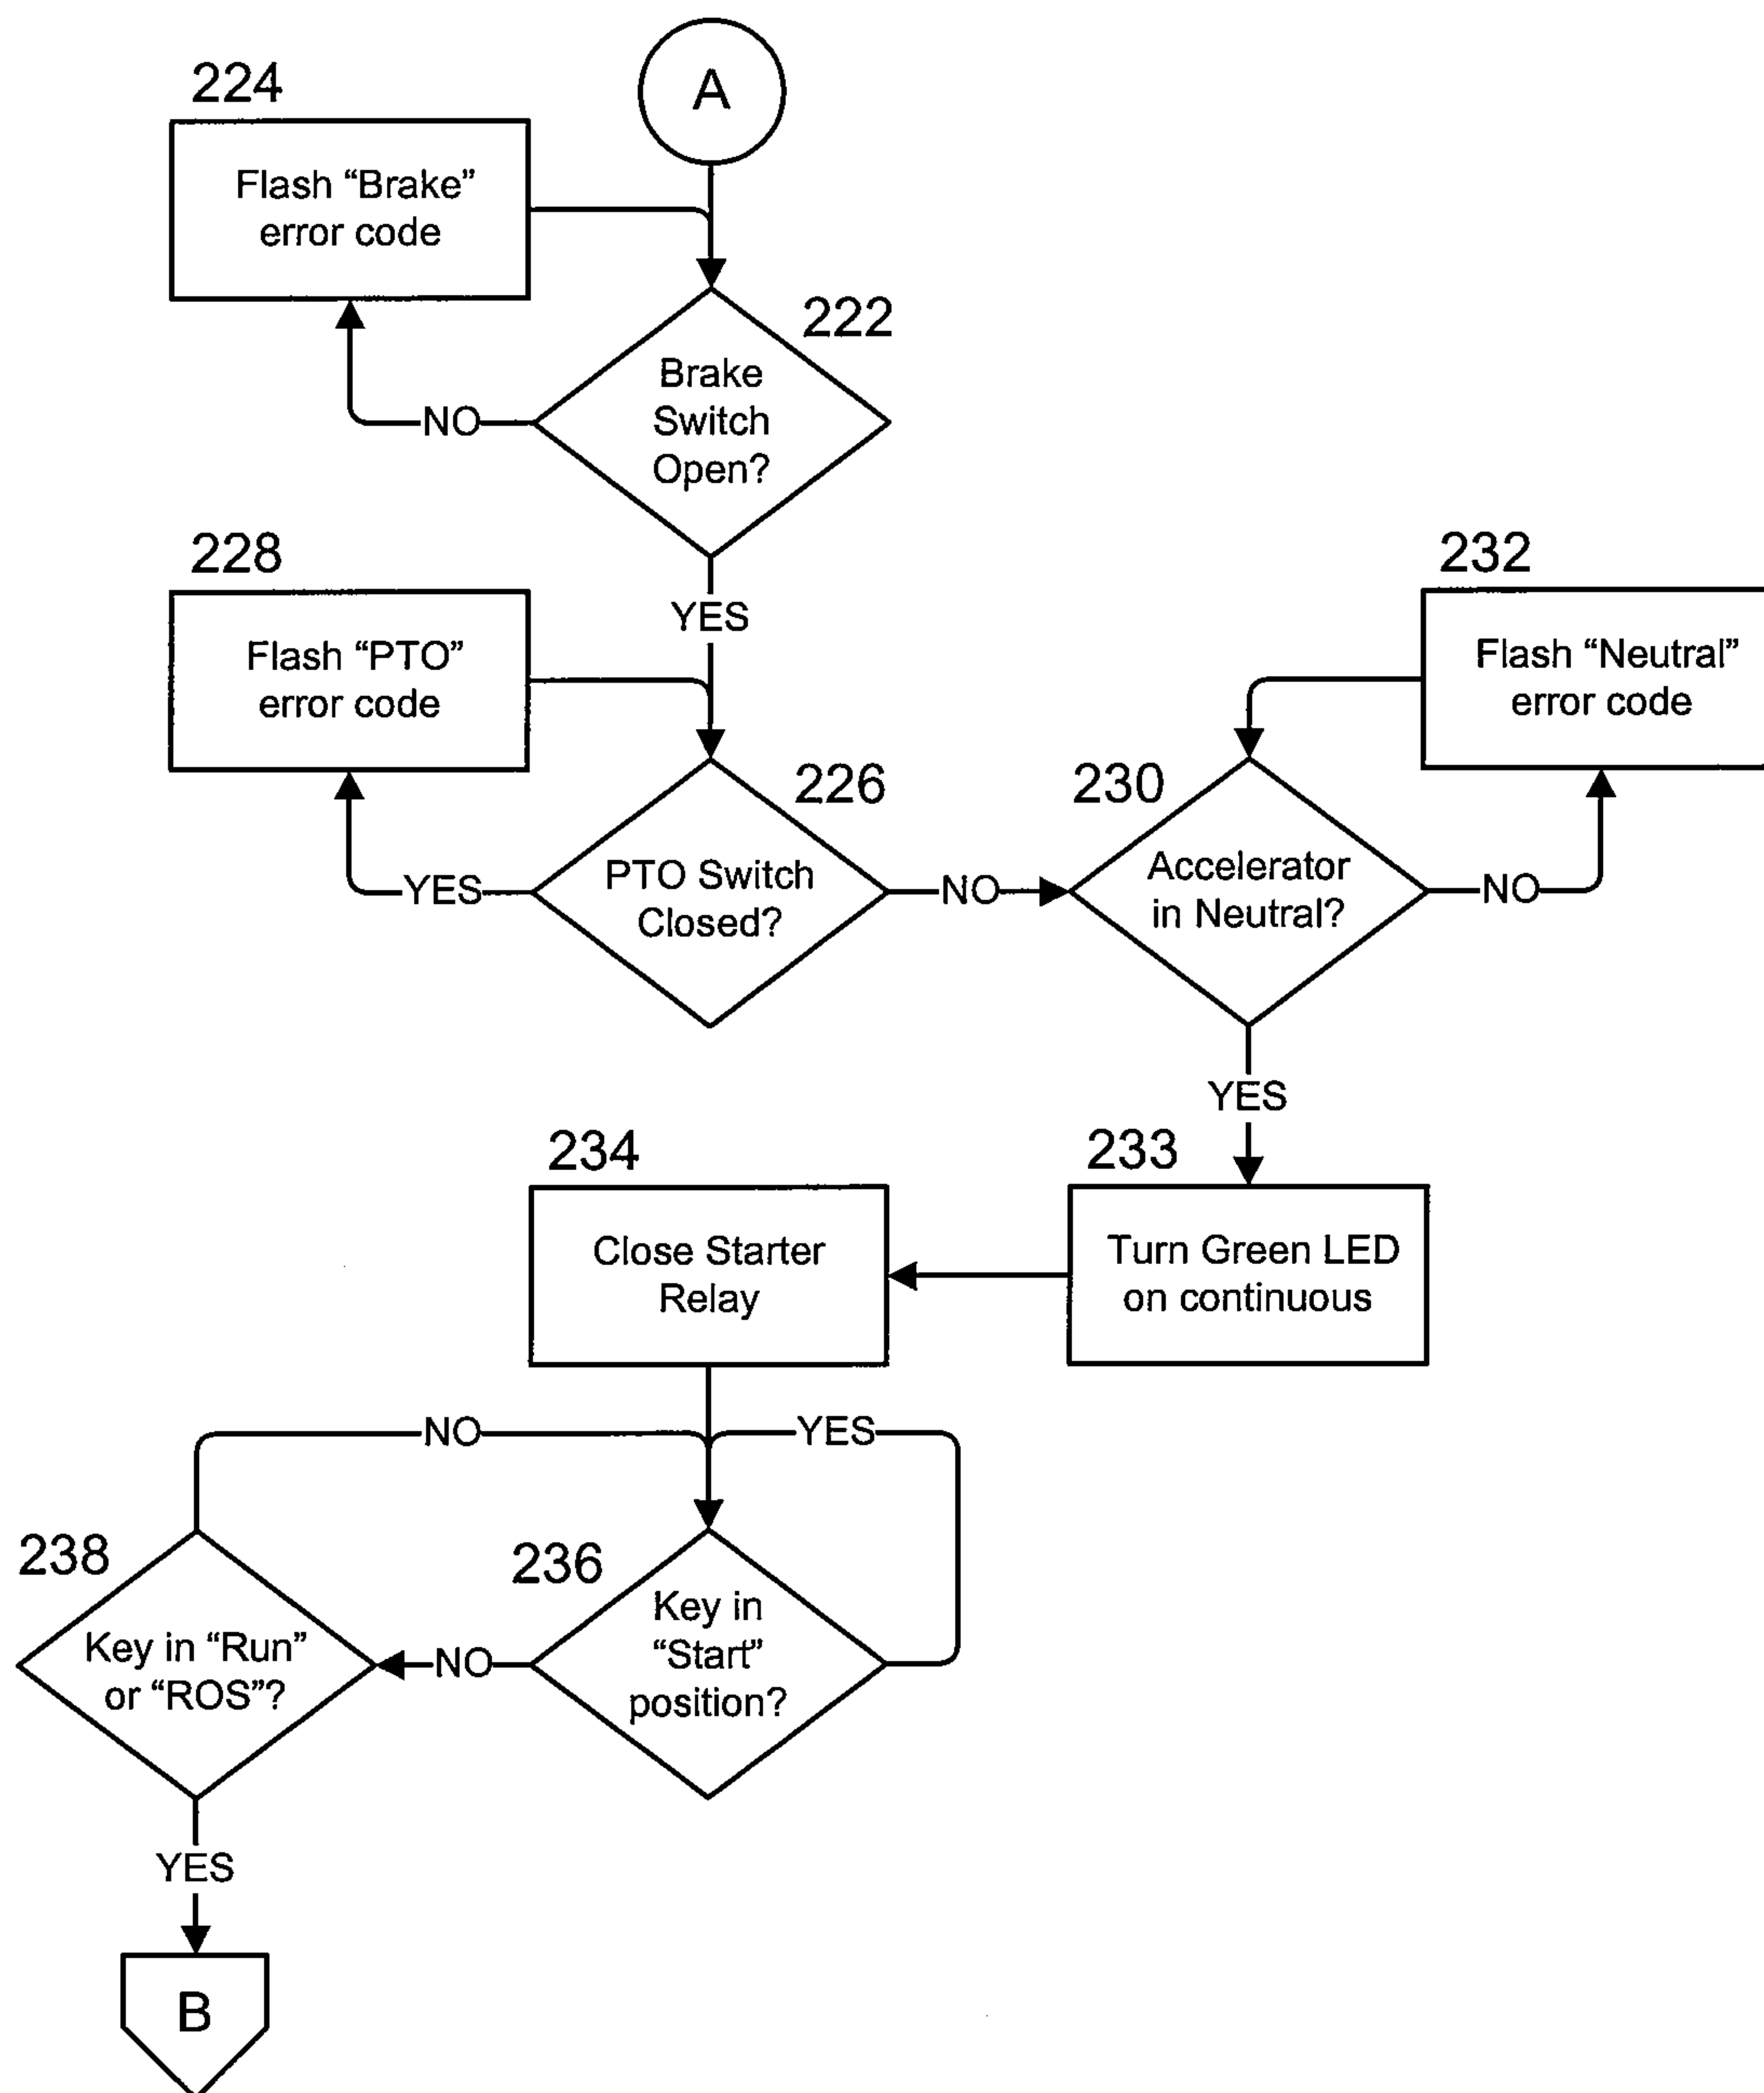 A
224
Flash “Brake”
error code
222
Brake
Switch
Open?
NO
YES
228
Flash “PTO”
error code
226
PTO Switch
Closed?
YES
NO
232
Flash “Neutral”
error code
230
Accelerator
in Neutral?
NO
YES
233
Turn Green LED
on continuous
234
Close Starter
Relay
NO
YES
236
Key in
“Start”
position?
NO
238
Key in “Run”
or “ROS”?
YES
B